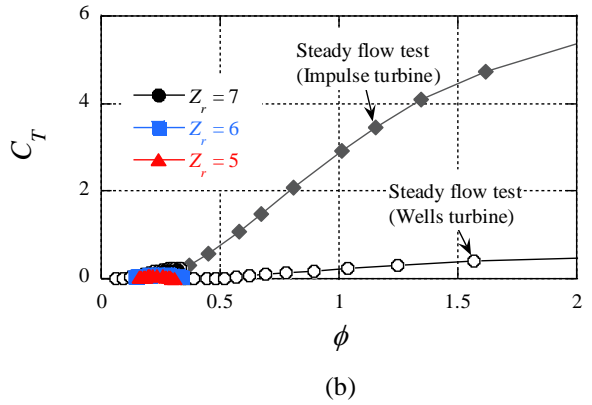 6
4
2
0
C_T
Steady flow test
(Impulse turbine)
Z_r = 7
Z_r = 6
Z_r = 5
Steady flow test
(Wells turbine)
0 0.5 1 1.5 2
ϕ
(b)